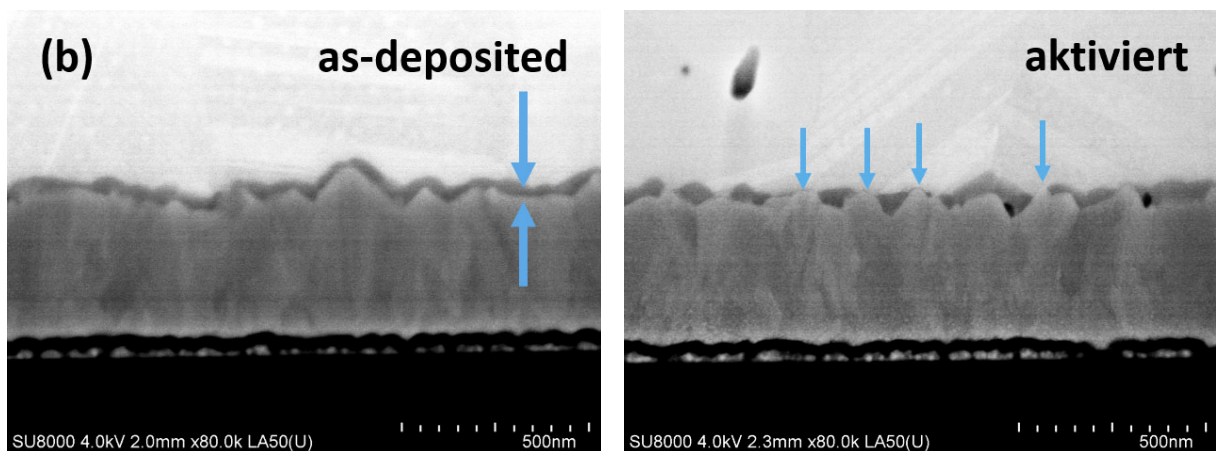 (b) as-deposited
SU8000 4.0kV 2.0mm x80.0k LA50(U) 500nm
aktiviert
SU8000 4.0kV 2.3mm x80.0k LA50(U) 500nm